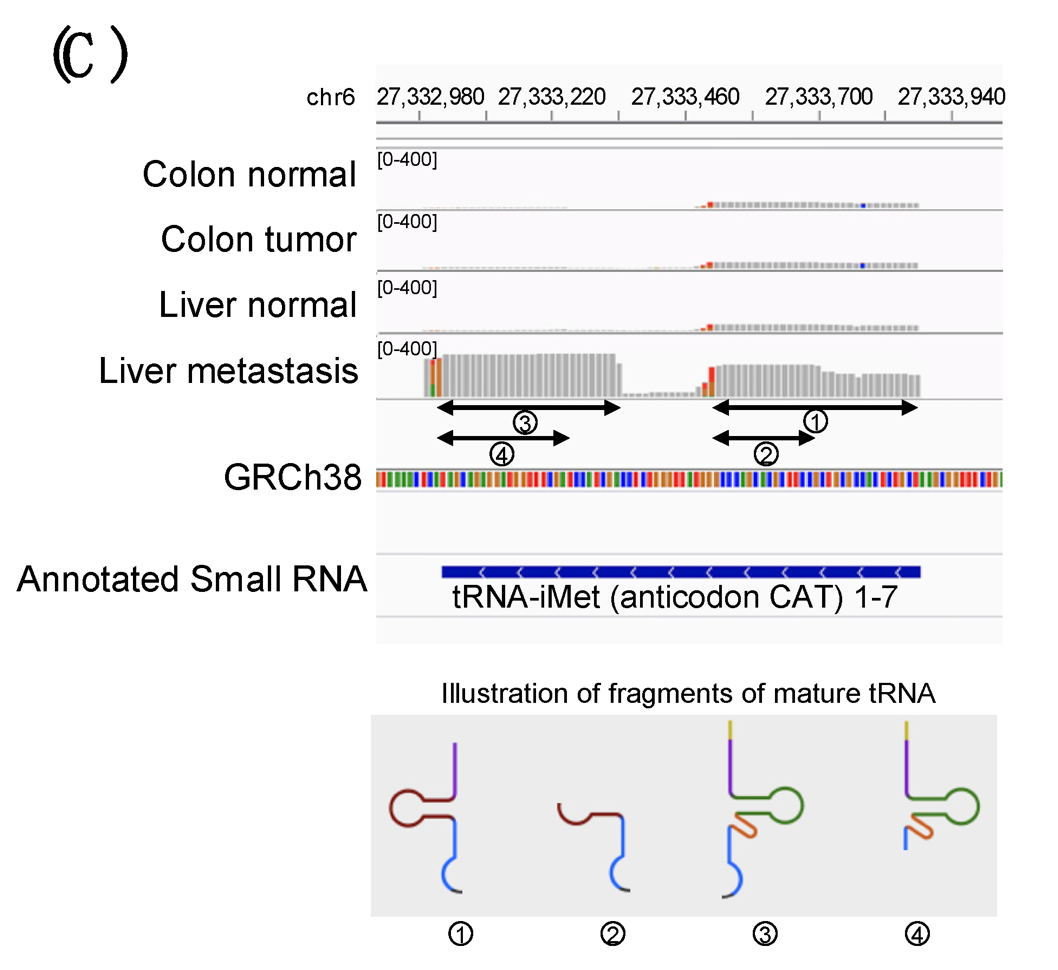 (C)
chr6 27,332,980 27,333,220 27,333,460 27,333,700 27,333,940
Colon normal [0-400]
Colon tumor [0-400]
Liver normal [0-400]
Liver metastasis [0-400]
③ ①
④ ②
GRCh38
Annotated Small RNA
tRNA-iMet (anticodon CAT) 1-7
Illustration of fragments of mature tRNA
① ② ③ ④